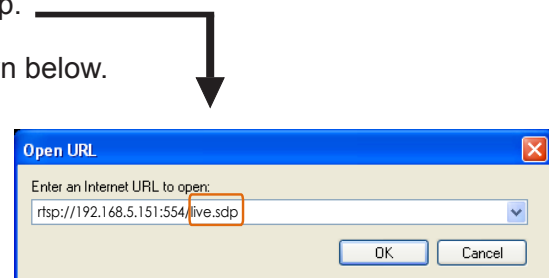 p.
n below.
Open URL
Enter an Internet URL to open:
rtsp://192.168.5.151:554/live.sdp
OK Cancel